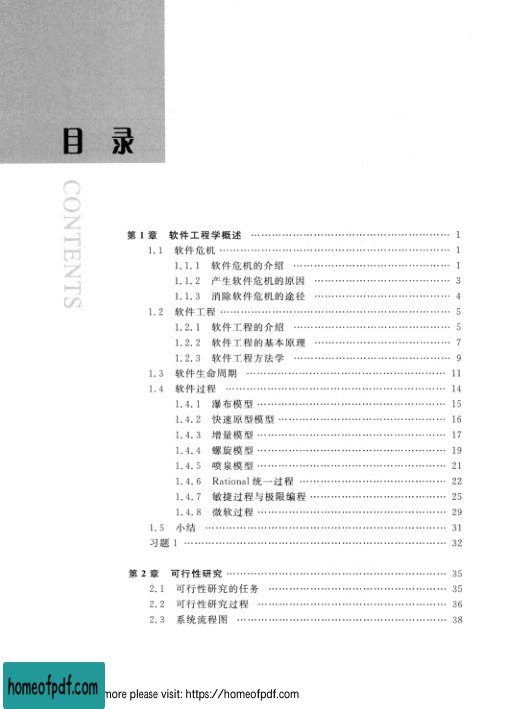 目 录
CONTENTS
第 1 章 软件工程学概述 …… 1
1.1 软件危机 …… 1
1.1.1 软件危机的介绍 …… 1
1.1.2 产生软件危机的原因 …… 3
1.1.3 消除软件危机的途径 …… 4
1.2 软件工程 …… 5
1.2.1 软件工程的介绍 …… 5
1.2.2 软件工程的基本原理 …… 7
1.2.3 软件工程方法学 …… 9
1.3 软件生命周期 …… 11
1.4 软件过程 …… 14
1.4.1 瀑布模型 …… 15
1.4.2 快速原型模型 …… 16
1.4.3 增量模型 …… 17
1.4.4 螺旋模型 …… 19
1.4.5 喷泉模型 …… 21
1.4.6 Rational 统一过程 …… 22
1.4.7 敏捷过程与极限编程 …… 25
1.4.8 微软过程 …… 29
1.5 小结 …… 31
习题 1 …… 32
第 2 章 可行性研究 …… 35
2.1 可行性研究的任务 …… 35
2.2 可行性研究过程 …… 36
2.3 系统流程图 …… 38
homeofpdf.com more please visit: https://homeofpdf.com